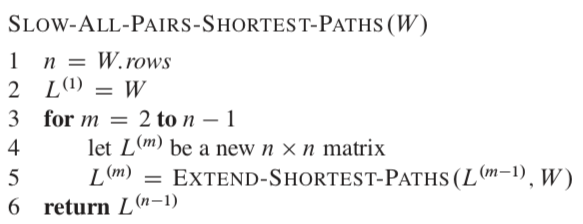 SLOW-ALL-PAIRS-SHORTEST-PATHS(W)
1 n = W.rows
2 L^(1) = W
3 for m = 2 to n − 1
4 let L^(m) be a new n × n matrix
5 L^(m) = EXTEND-SHORTEST-PATHS(L^(m−1), W)
6 return L^(n−1)